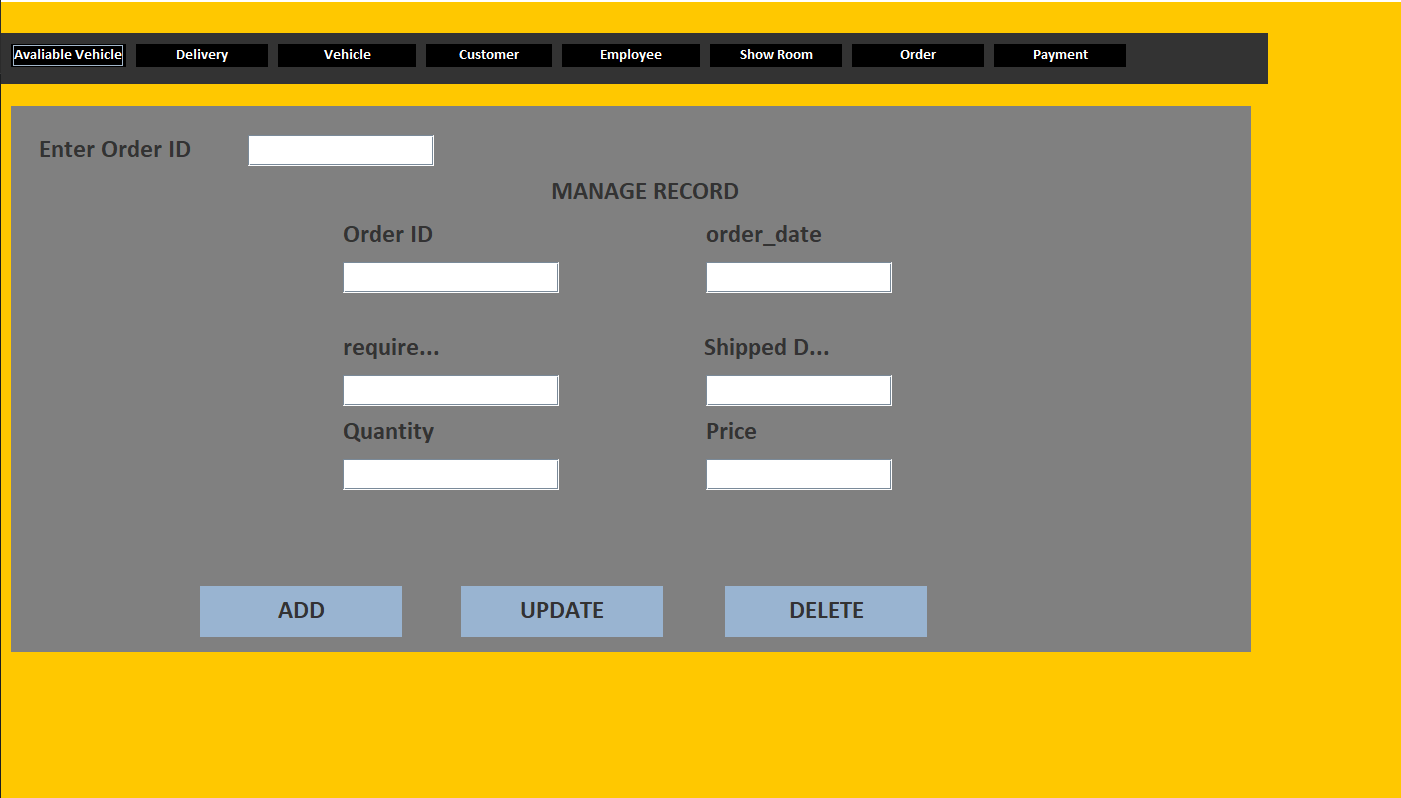 Avaliable Vehicle Delivery Vehicle Customer Employee Show Room Order Payment
Enter Order ID
MANAGE RECORD
Order ID order_date
require... Shipped D...
Quantity Price
ADD UPDATE DELETE